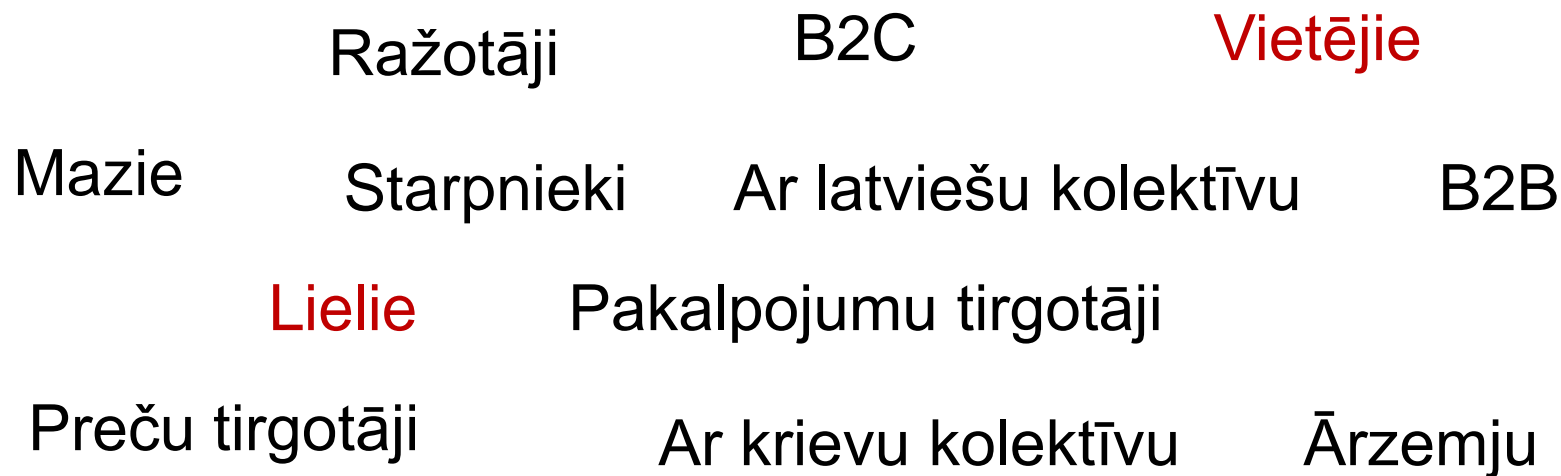 Ražotāji B2C Vietējie
Mazie Starpnieki Ar latviešu kolektīvu B2B
Lielie Pakalpojumu tirgotāji
Preču tirgotāji Ar krievu kolektīvu Ārzemju